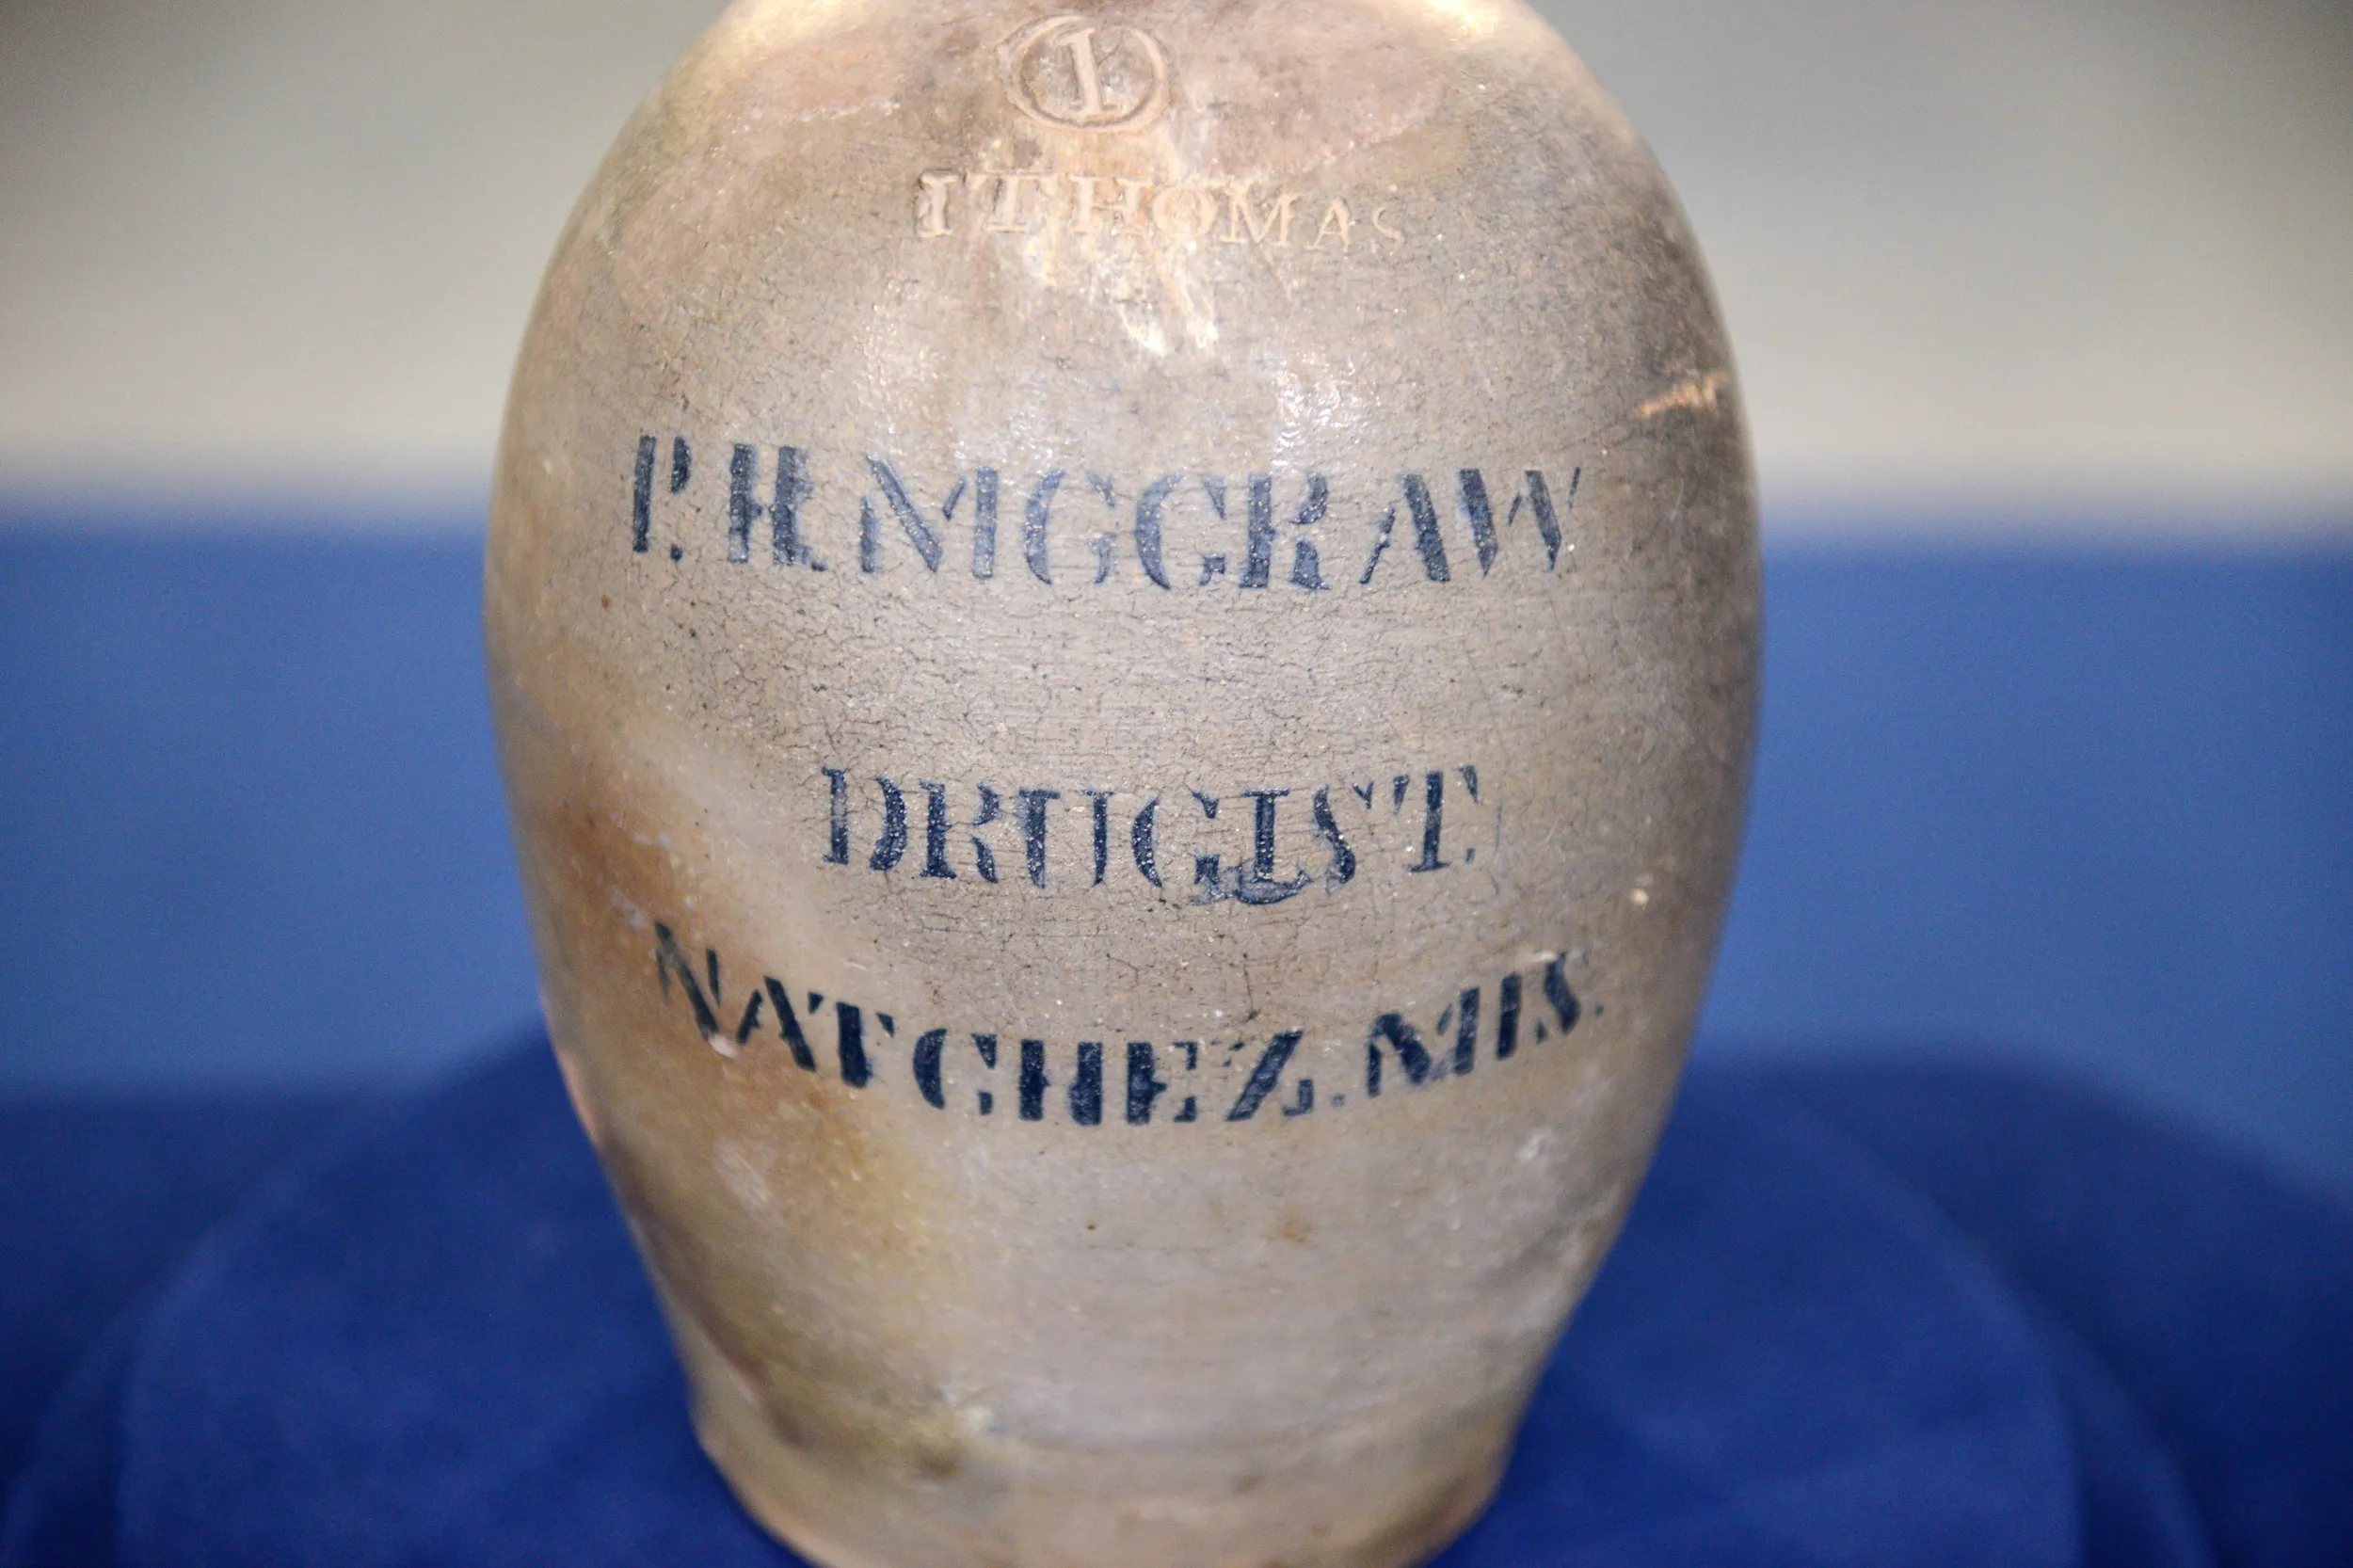 1
I THOMAS
P. H. MCGRAW
DRUGIST.
NATCHEZ. MIS.